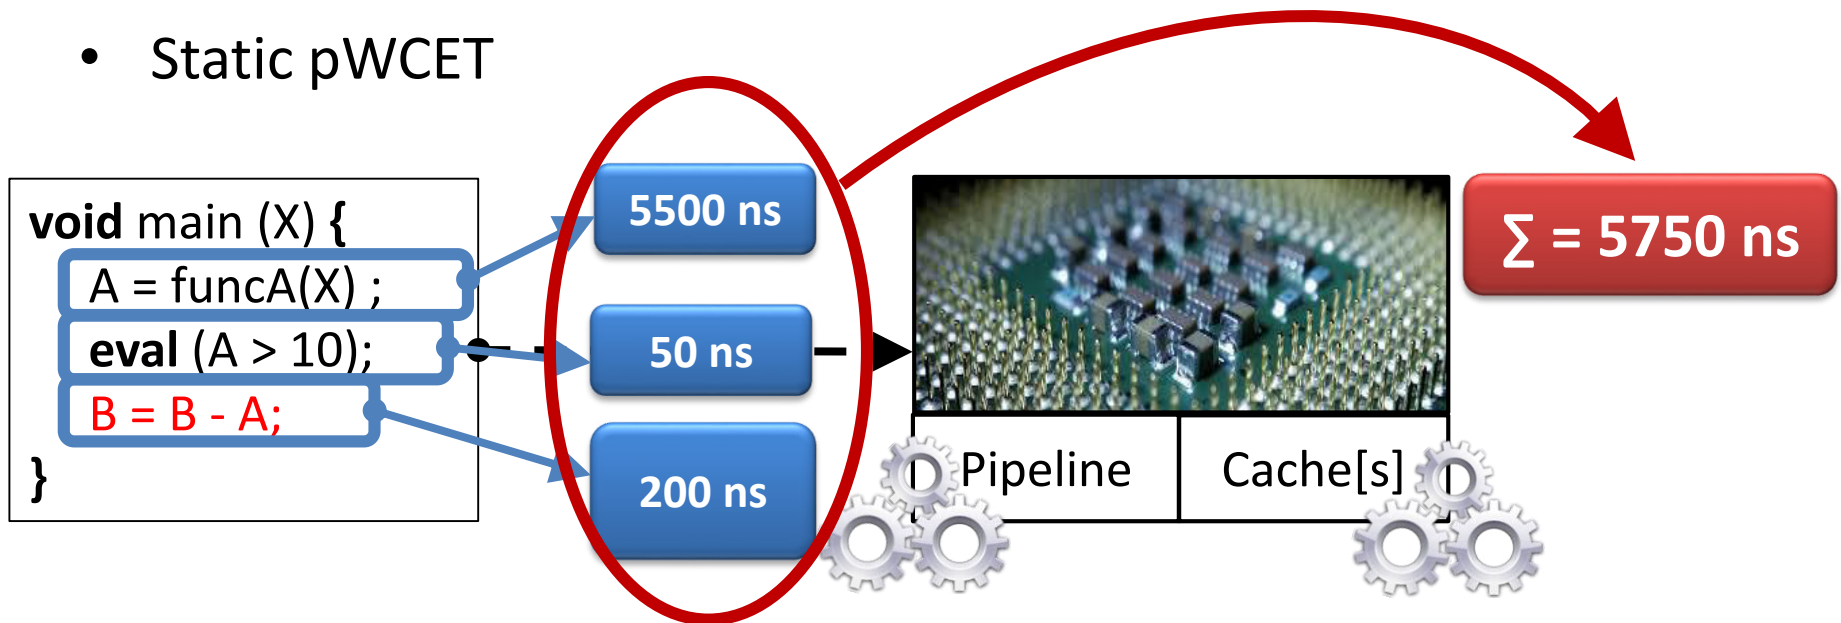 • Static pWCET
void main (X) {
A = funcA(X) ;
eval (A > 10);
B = B - A;
}
5500 ns
50 ns
200 ns
Pipeline
Cache[s]
∑ = 5750 ns